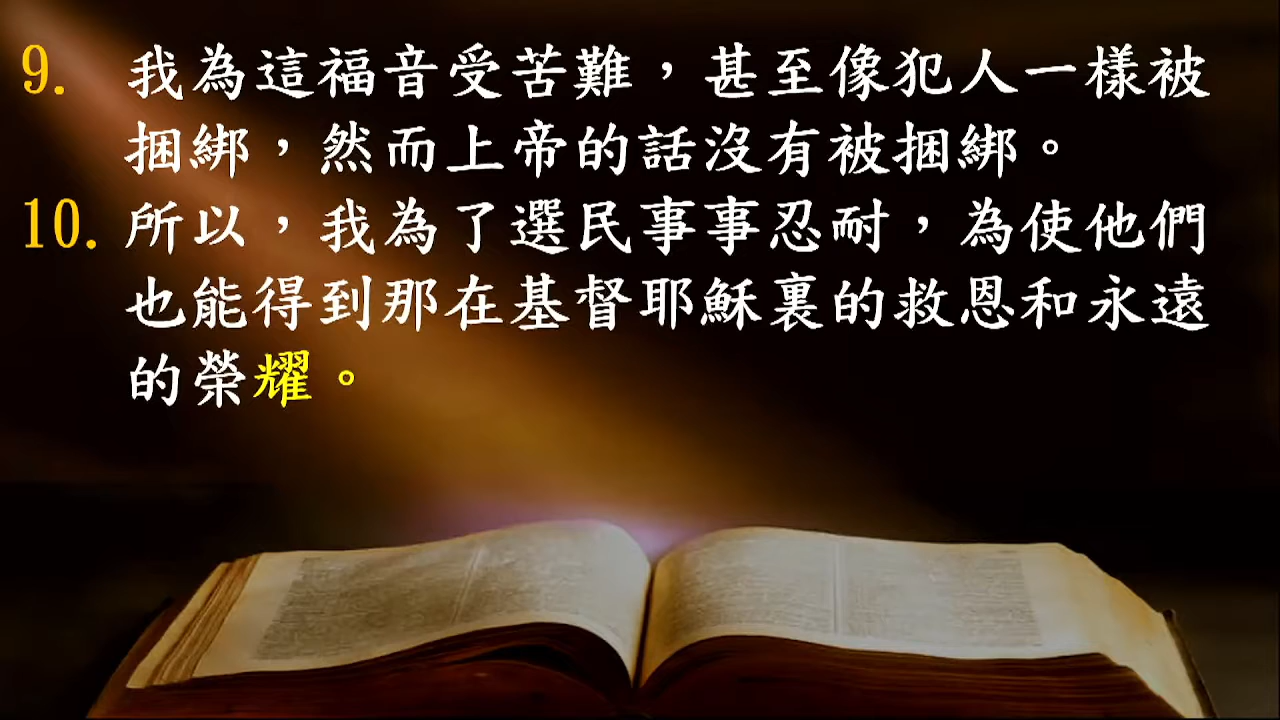 9. 我為這福音受苦難，甚至像犯人一樣被
捆綁，然而上帝的話沒有被捆綁。
10. 所以，我為了選民事事忍耐，為使他們
也能得到那在基督耶穌裏的救恩和永遠
的榮耀。